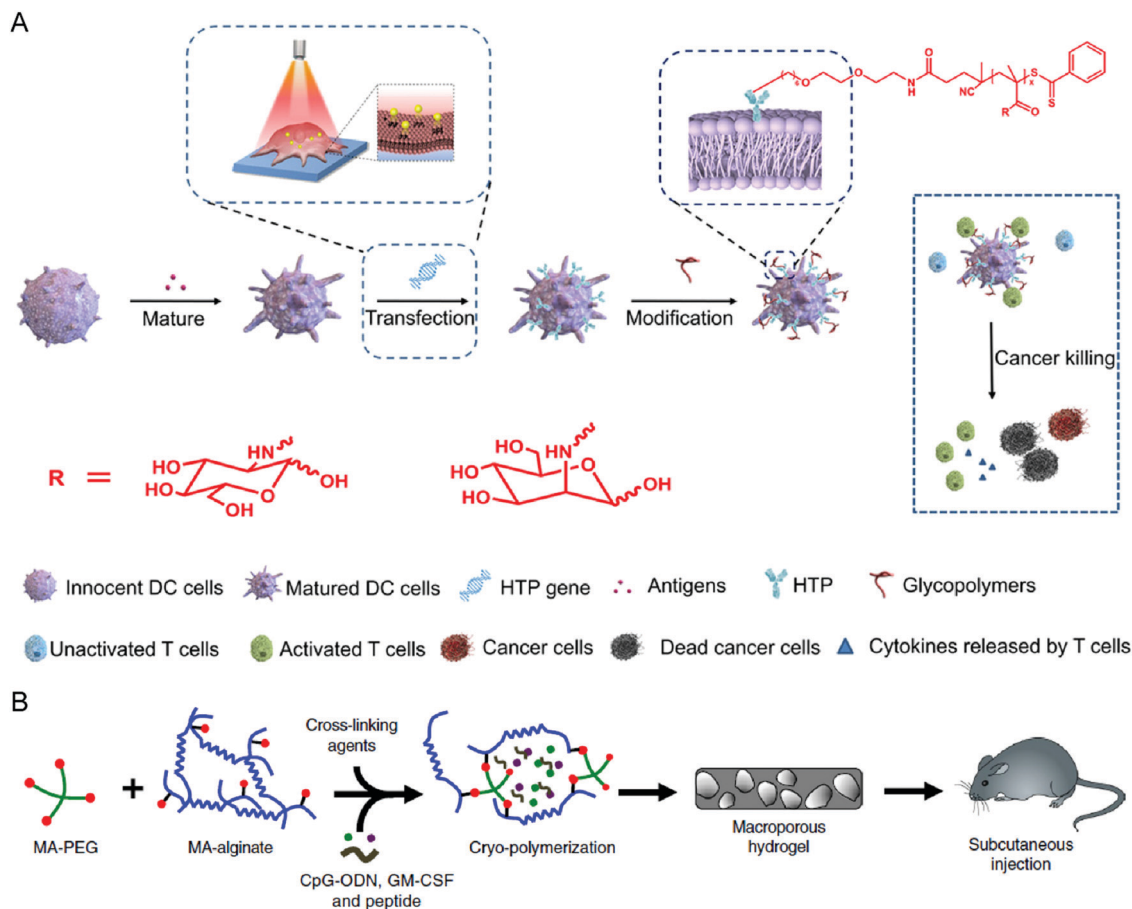 A
O
O
N
H
O
NC
x
S
S
R
O
6
Mature
Transfection
Modification
Cancer killing
R =
HO
HN
HO
O
OH
OH
HO
HN
HO
O
HO
OH
Innocent DC cells
Matured DC cells
HTP gene
Antigens
HTP
Glycopolymers
Unactivated T cells
Activated T cells
Cancer cells
Dead cancer cells
Cytokines released by T cells
B
MA-PEG
+
MA-alginate
Cross-linking
agents
CpG-ODN, GM-CSF
and peptide
Cryo-polymerization
Macroporous
hydrogel
Subcutaneous
injection